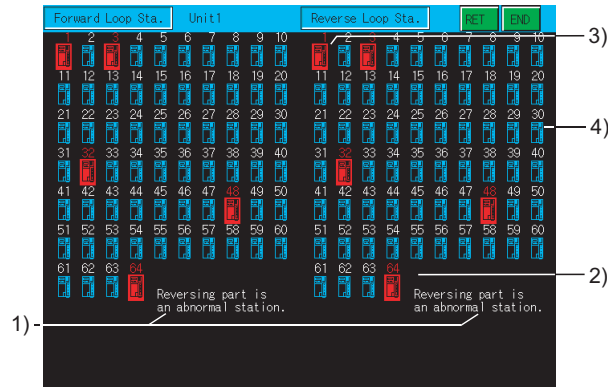 Forward Loop Sta. Unit1 Reverse Loop Sta. RET END
1 2 3 4 5 6 7 8 9 10 1 2 3 4 5 6 7 8 9 10
3)
11 12 13 14 15 16 17 18 19 20 11 12 13 14 15 16 17 18 19 20
21 22 23 24 25 26 27 28 29 30 21 22 23 24 25 26 27 28 29 30
4)
31 32 33 34 35 36 37 38 39 40 31 32 33 34 35 36 37 38 39 40
41 42 43 44 45 46 47 48 49 50 41 42 43 44 45 46 47 48 49 50
51 52 53 54 55 56 57 58 59 60 51 52 53 54 55 56 57 58 59 60
61 62 63 64 61 62 63 64
2)
Reversing part is
an abnormal station.
Reversing part is
an abnormal station.
1)